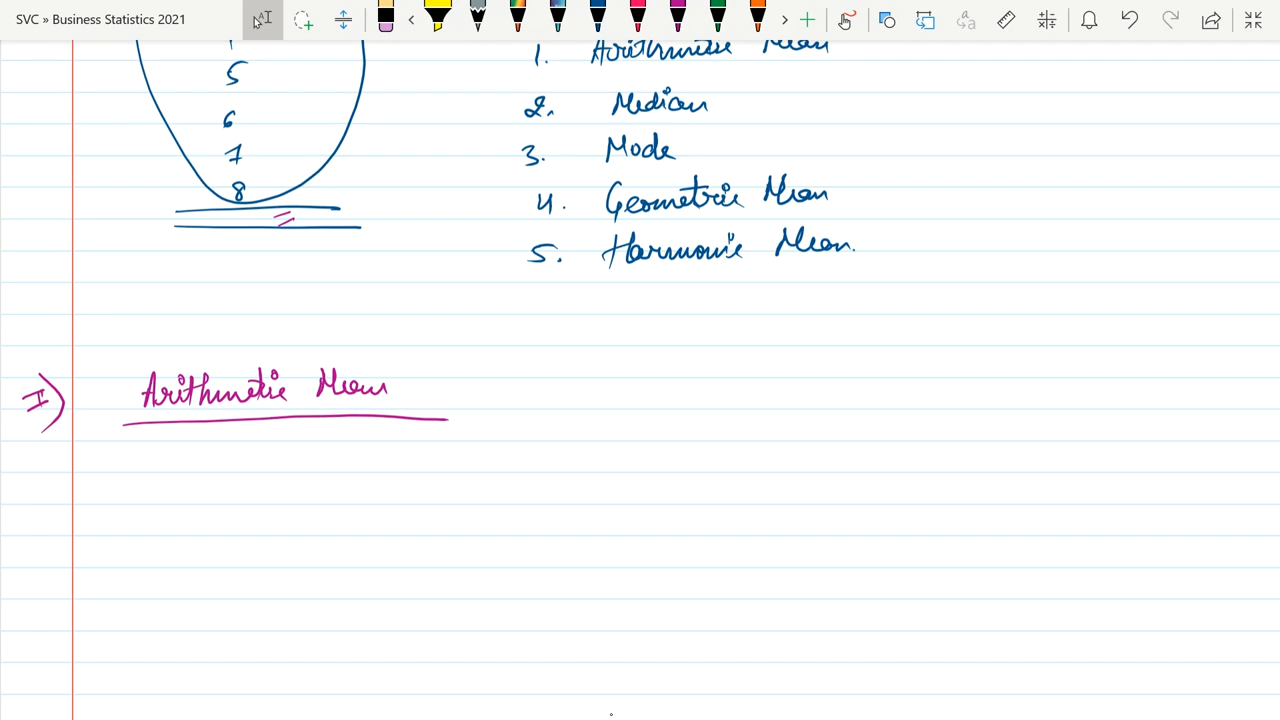 SVC » Business Statistics 2021
5
6
7
8
1. Arithmetic Mean
2. Median
3. Mode
4. Geometric Mean
5. Harmonic Mean.
I) Arithmetic Mean